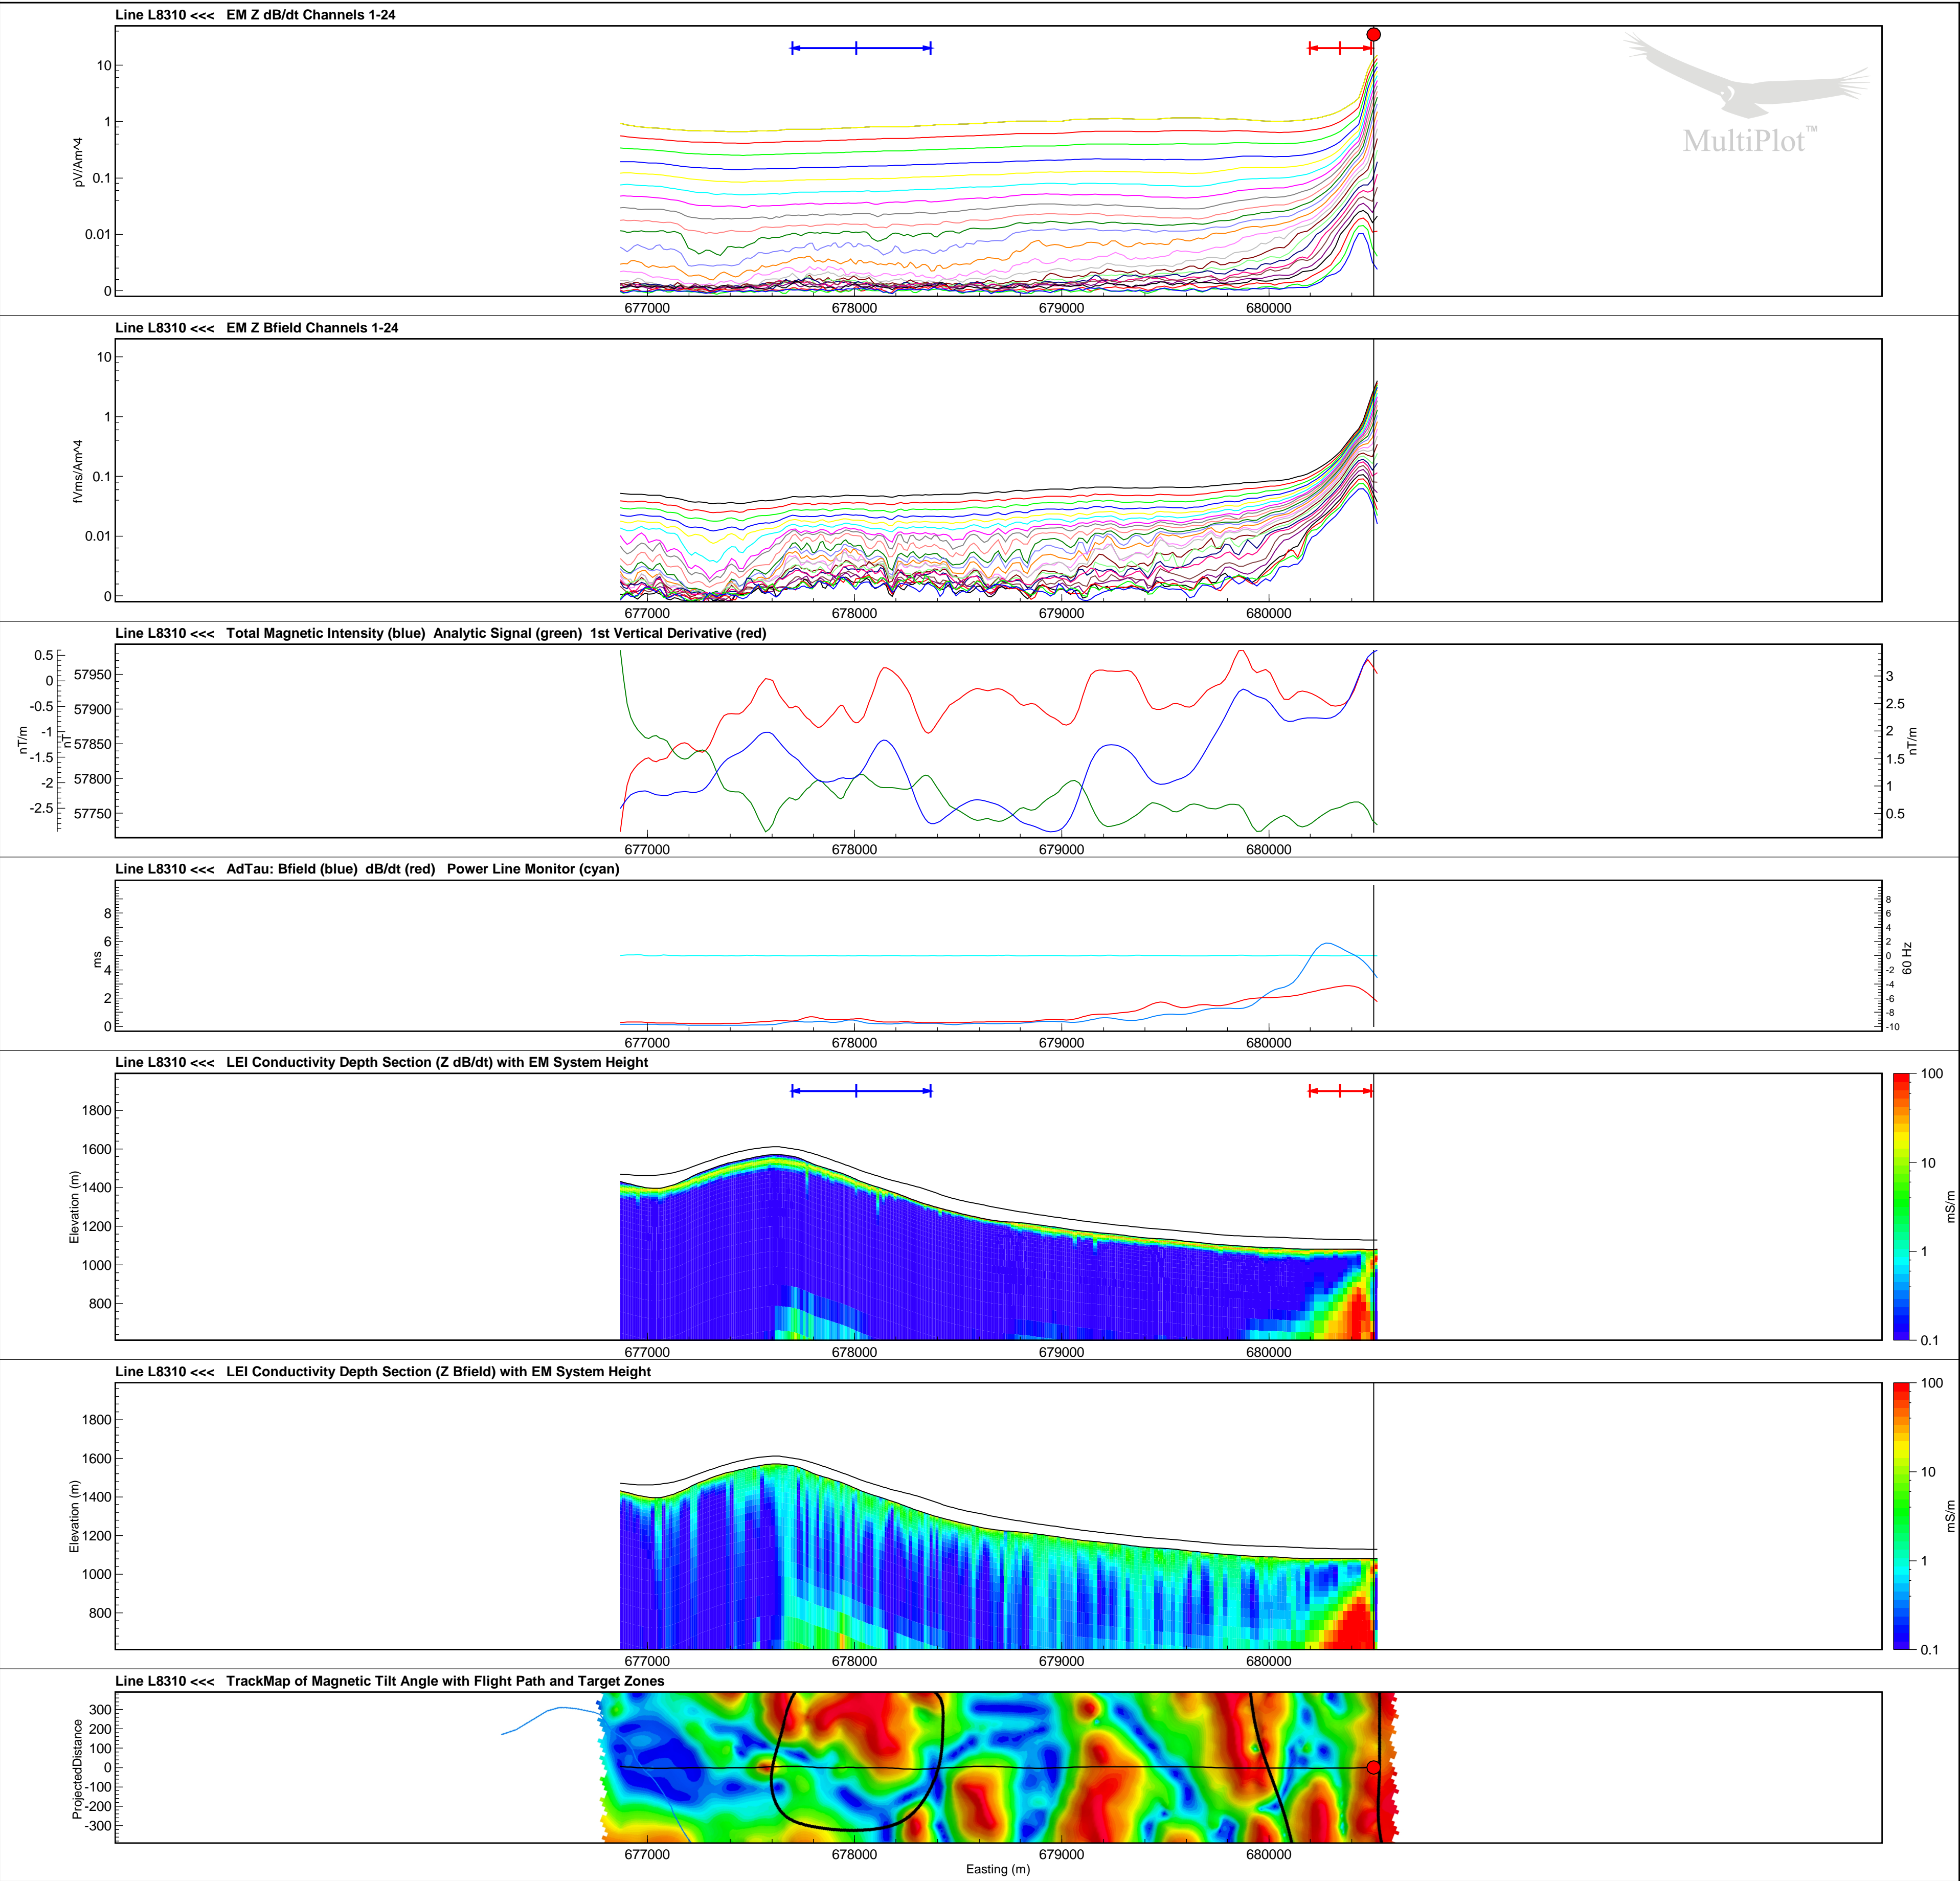 Line L8310 <<<   EM Z dB/dt Channels 1-24
10
1
0.1
0.01
0
pV/Am^4
MultiPlot™
677000 678000 679000 680000
Line L8310 <<<   EM Z Bfield Channels 1-24
10
1
0.1
0.01
0
fVms/Am^4
677000 678000 679000 680000
Line L8310 <<<   Total Magnetic Intensity (blue)  Analytic Signal (green)  1st Vertical Derivative (red)
0.5
0
-0.5
-1
-1.5
-2
-2.5
nT/m
57950
57900
57850
57800
57750
nT
3
2.5
2
1.5
1
0.5
nT/m
677000 678000 679000 680000
Line L8310 <<<   AdTau: Bfield (blue)  dB/dt (red)   Power Line Monitor (cyan)
8
6
4
2
0
ms
8
6
4
2
0
-2
-4
-6
-8
-10
60 Hz
677000 678000 679000 680000
Line L8310 <<<   LEI Conductivity Depth Section (Z dB/dt) with EM System Height
1800
1600
1400
1200
1000
800
Elevation (m)
100
10
1
0.1
mS/m
677000 678000 679000 680000
Line L8310 <<<   LEI Conductivity Depth Section (Z Bfield) with EM System Height
1800
1600
1400
1200
1000
800
Elevation (m)
100
10
1
0.1
mS/m
677000 678000 679000 680000
Line L8310 <<<   TrackMap of Magnetic Tilt Angle with Flight Path and Target Zones
300
200
100
0
-100
-200
-300
ProjectedDistance
677000 678000 679000 680000
Easting (m)